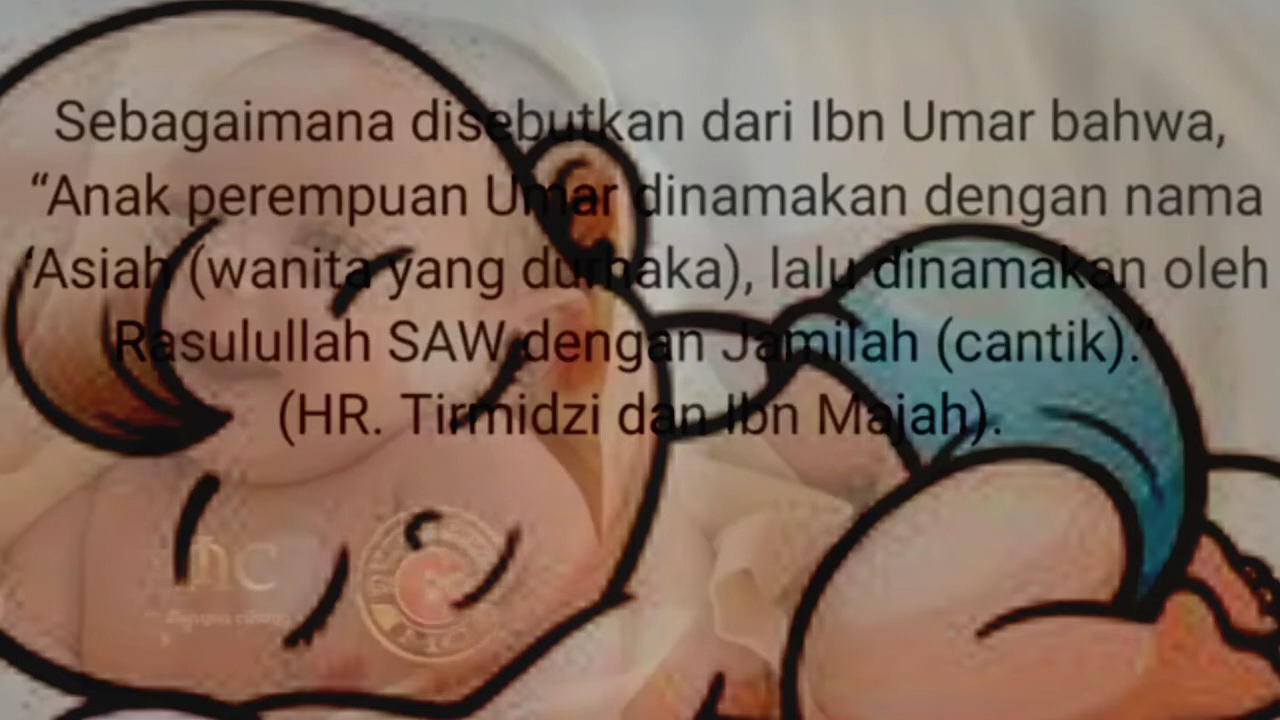 Sebagaimana disebutkan dari Ibn Umar bahwa,
“Anak perempuan Umar dinamakan dengan nama
‘Asiah (wanita yang durhaka), lalu dinamakan oleh
Rasulullah SAW dengan Jamilah (cantik).”
(HR. Tirmidzi dan Ibn Majah).